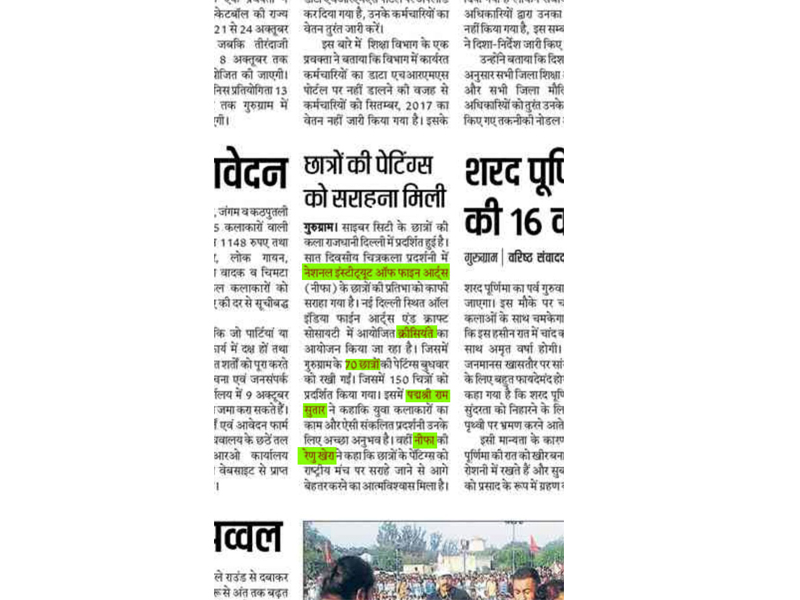 केटबॉल की राज्य
21 से 24 अक्तूबर
जबकि तीरंदाजी
8 अक्तूबर तक
योजित की जाएगी।
निस प्रतियोगिता 13
तक गुरुग्राम में
वेदन
, जंगम व कठपुतली
5 कलाकारों वाली
1148 रुपए तथा
, लोक गायन,
वादक व चिमटा
कलाकारों को
की दर से सूचीबद्ध
कि जो पार्टियां या
कार्य में दक्ष हों तथा
शर्तों को पूरा करते
चना एवं जनसंपर्क
र्यालय में 9 अक्टूबर
जमा करा सकते हैं।
एवं आवेदन फार्म
के छठें तल
आरओ कार्यालय
वेबसाइट से प्राप्त
व्वल
ले राउंड से दबाकर
से अंत तक बढ़त
कर दिया गया है, उनके कर्मचारियों का
वेतन तुरंत जारी करें।
इस बारे में शिक्षा विभाग के एक
प्रवक्ता ने बताया कि विभाग में कार्यरत
कर्मचारियों का डाटा एचआरएमएस
पोर्टल पर नहीं डालने की वजह से
कर्मचारियों को सितम्बर, 2017 का
वेतन नहीं जारी किया गया है। इसके
छात्रों की पेटिंग्स
को सराहना मिली
गुरुग्राम। साइबर सिटी के छात्रों की
कला राजधानी दिल्ली में प्रदर्शित हुई है।
सात दिवसीय चित्रकला प्रदर्शनी में
नेशनल इंस्टीट्यूट ऑफ फाइन आर्ट्स
(नीफा) के छात्रों की प्रतिभा को काफी
सराहा गया है। नई दिल्ली स्थित ऑल
इंडिया फाईन आर्ट्स एंड क्राफ्ट
सोसायटी में आयोजित क्रीसियंते का
आयोजन किया जा रहा है। जिसमें
गुरुग्राम के 70 छात्रों की पेटिंग्स बुधवार
को रखी गईं। जिसमें 150 चित्रों को
प्रदर्शित किया गया। इसमें पद्मश्री राम
सुतार ने कहाकि युवा कलाकारों का
काम और ऐसी संकलित प्रदर्शनी उनके
लिए अच्छा अनुभव है। वहीं नीफा की
रेणु खेरा ने कहा कि छात्रों के पेंटिंग्स को
राष्ट्रीय मंच पर सराहे जाने से आगे
बेहतर करने का आत्मविश्वास मिला है।
अधिकारियों द्वारा उनका
नहीं किया गया है, इस सम्ब
ने दिशा-निर्देश जारी किए
उन्होंने बताया कि दिश
अनुसार सभी जिला शिक्षा
और सभी जिला मौलि
अधिकारियों को तुरंत उनके
किए गए तकनीकी नोडल
शरद पूर्णि
की 16 क
गुरुग्राम | वरिष्ठ संवादद
शरद पूर्णिमा का पर्व गुरुवा
जाएगा। इस मौके पर च
कलाओं के साथ चमकेगा
कि इस हसीन रात में चांद क
साथ अमृत वर्षा होगी।
जनमानस खासतौर पर सां
के लिए बहुत फायदेमंद हो
कहा गया है कि शरद पूर्णि
सुंदरता को निहारने के लि
पृथ्वी पर भ्रमण करने आते
इसी मान्यता के कारण
पूर्णिमा की रात को खीर बना
रोशनी में रखते हैं और सुब
को प्रसाद के रूप में ग्रहण